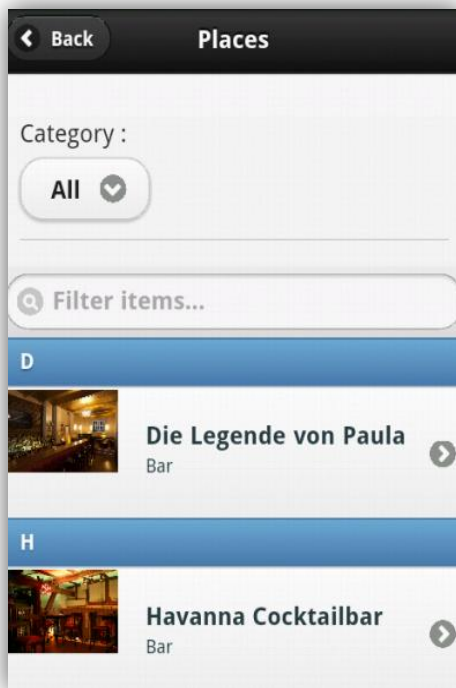 Back
Places
Category :
All
Filter items...
D
Die Legende von Paula
Bar
H
Havanna Cocktailbar
Bar